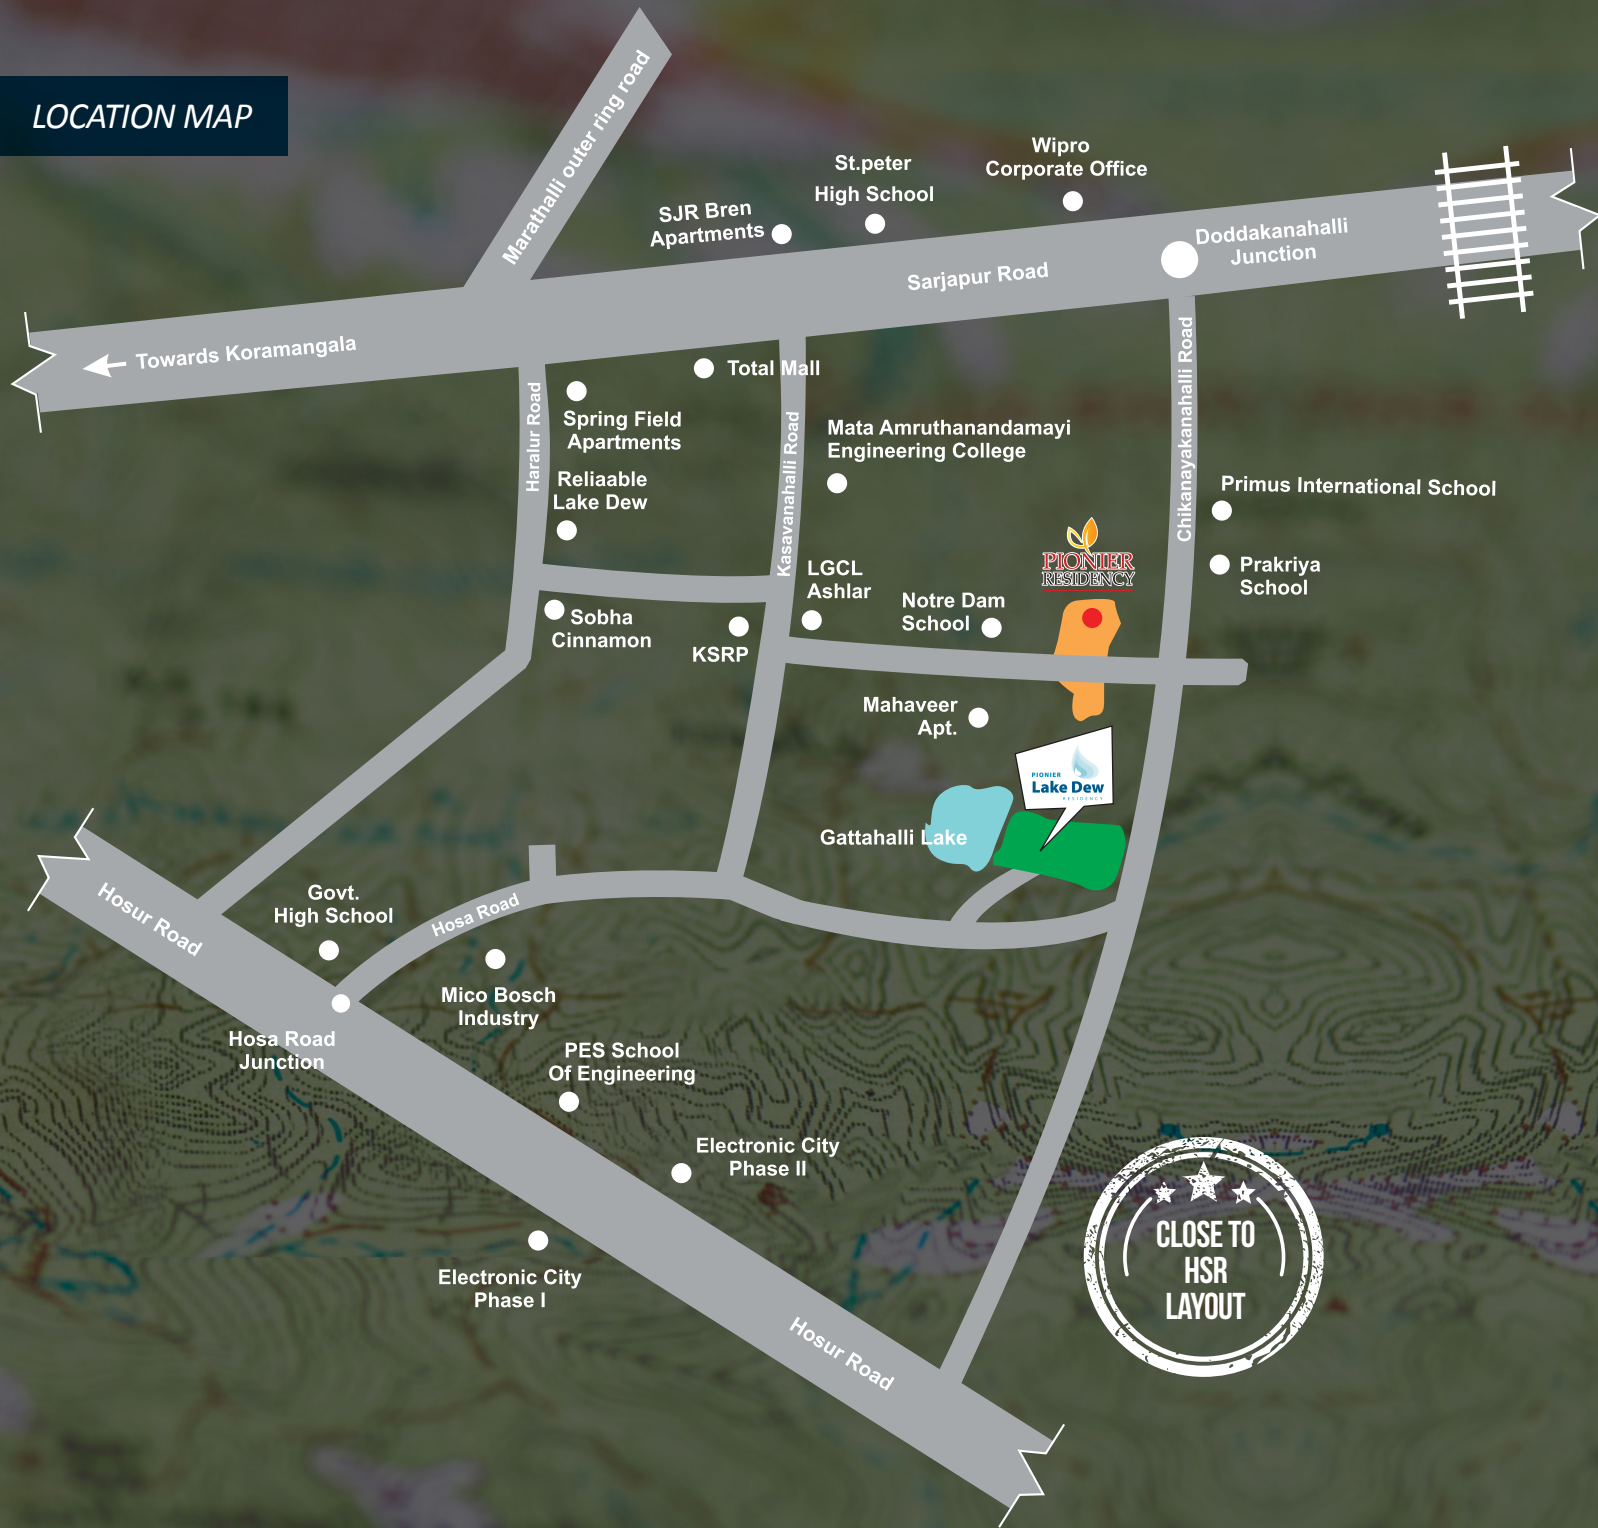 LOCATION MAP
Marathalli outer ring road
Wipro
Corporate Office
St.peter
High School
SJR Bren
Apartments
Doddakanahalli
Junction
Sarjapur Road
Towards Koramangala
Total Mall
Haralur Road
Spring Field
Apartments
Kasavanahalli Road
Chikanayakanahalli Road
Mata Amruthanandamayi
Engineering College
Reliaable
Lake Dew
Primus International School
PIONIER
RESIDENCY
Prakriya
School
LGCL
Ashlar
Notre Dam
School
Sobha
Cinnamon
KSRP
Mahaveer
Apt.
PIONIER
Lake Dew
RESIDENCY
Gattahalli Lake
Hosur Road
Govt.
High School
Hosa Road
Mico Bosch
Industry
Hosa Road
Junction
PES School
Of Engineering
Electronic City
Phase II
Electronic City
Phase I
Hosur Road
CLOSE TO
HSR
LAYOUT